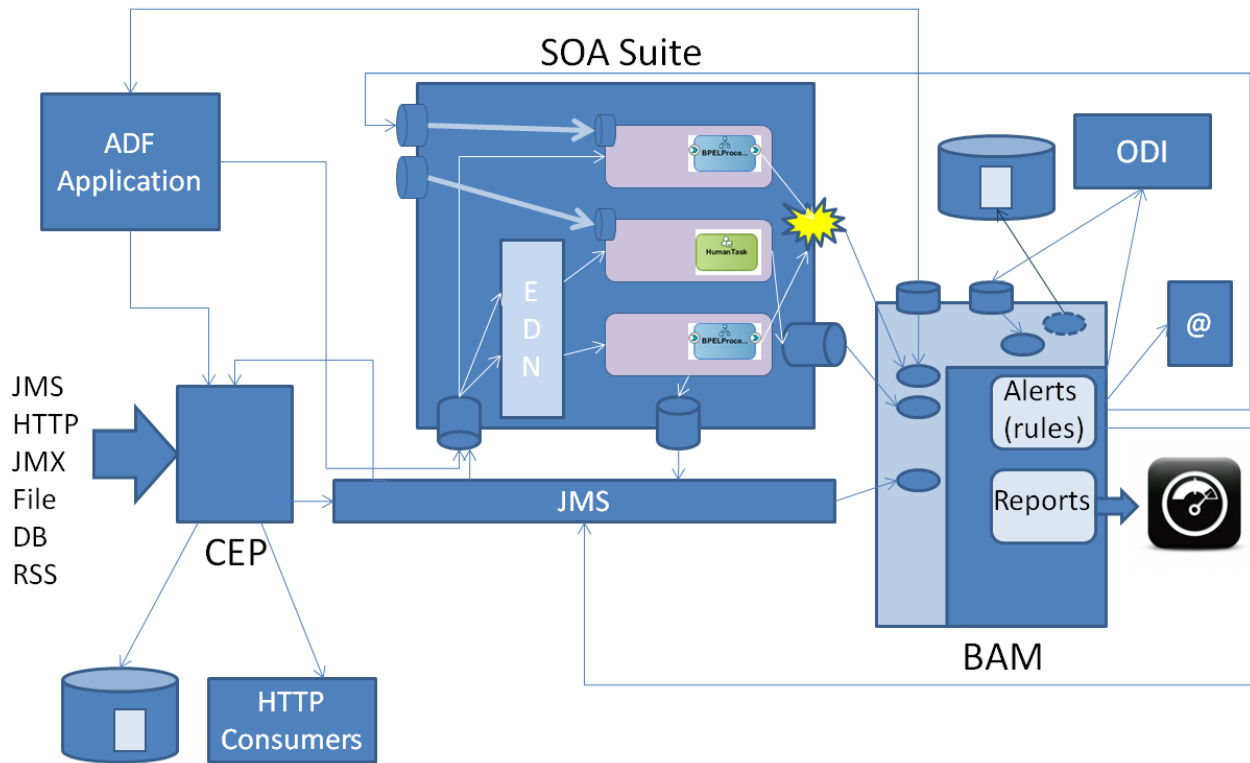 SOA Suite
ADF
Application
ODI
BPELProce...
HumanTask
BPELProce...
E
D
N
@
Alerts
(rules)
Reports
JMS
HTTP
JMX
File
DB
RSS
CEP
JMS
BAM
HTTP
Consumers